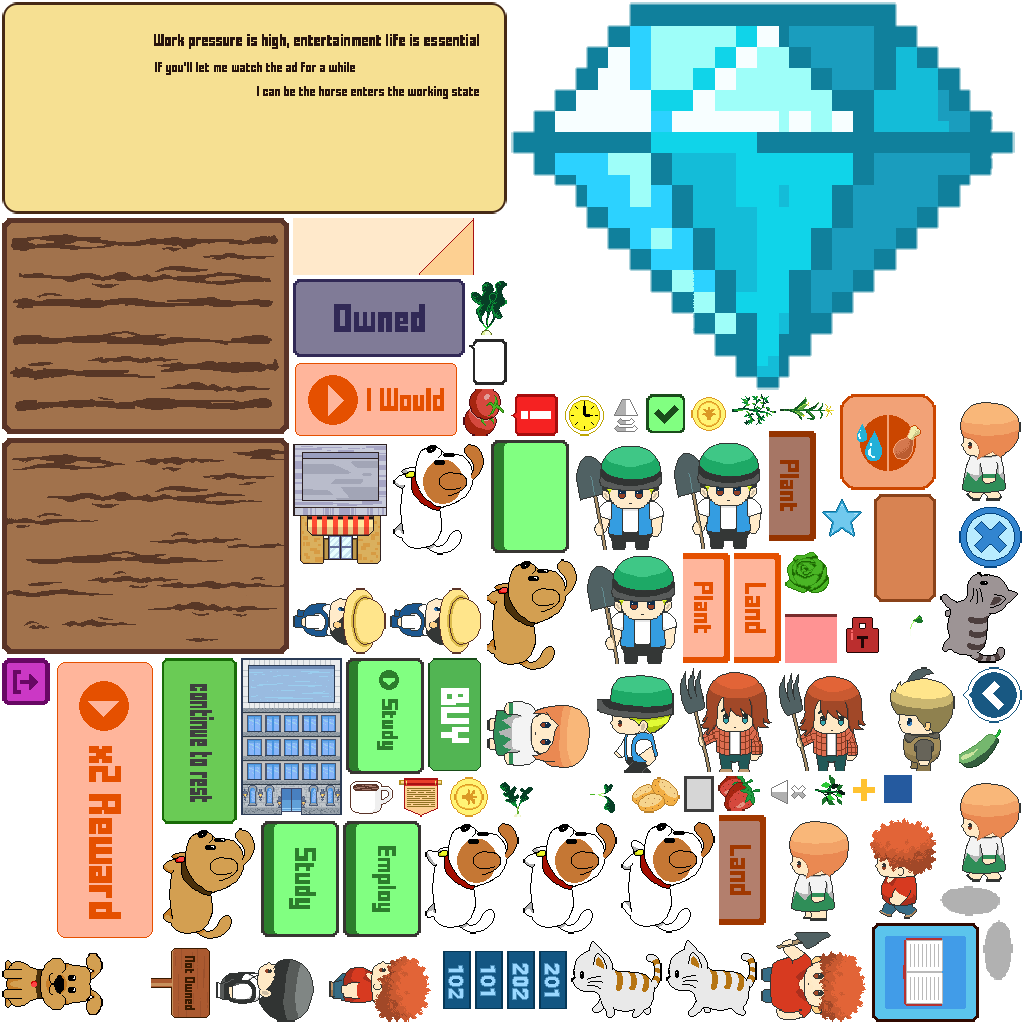 Work pressure is high, entertainment life is essential
If you'll let me watch the ad for a while
I can be the horse enters the working state
Owned
I Would
Plant
Plant
Land
T
x2 Reward
continue to rest
Study
BUY
Study
Employ
Land
Not Owned
102
101
202
201